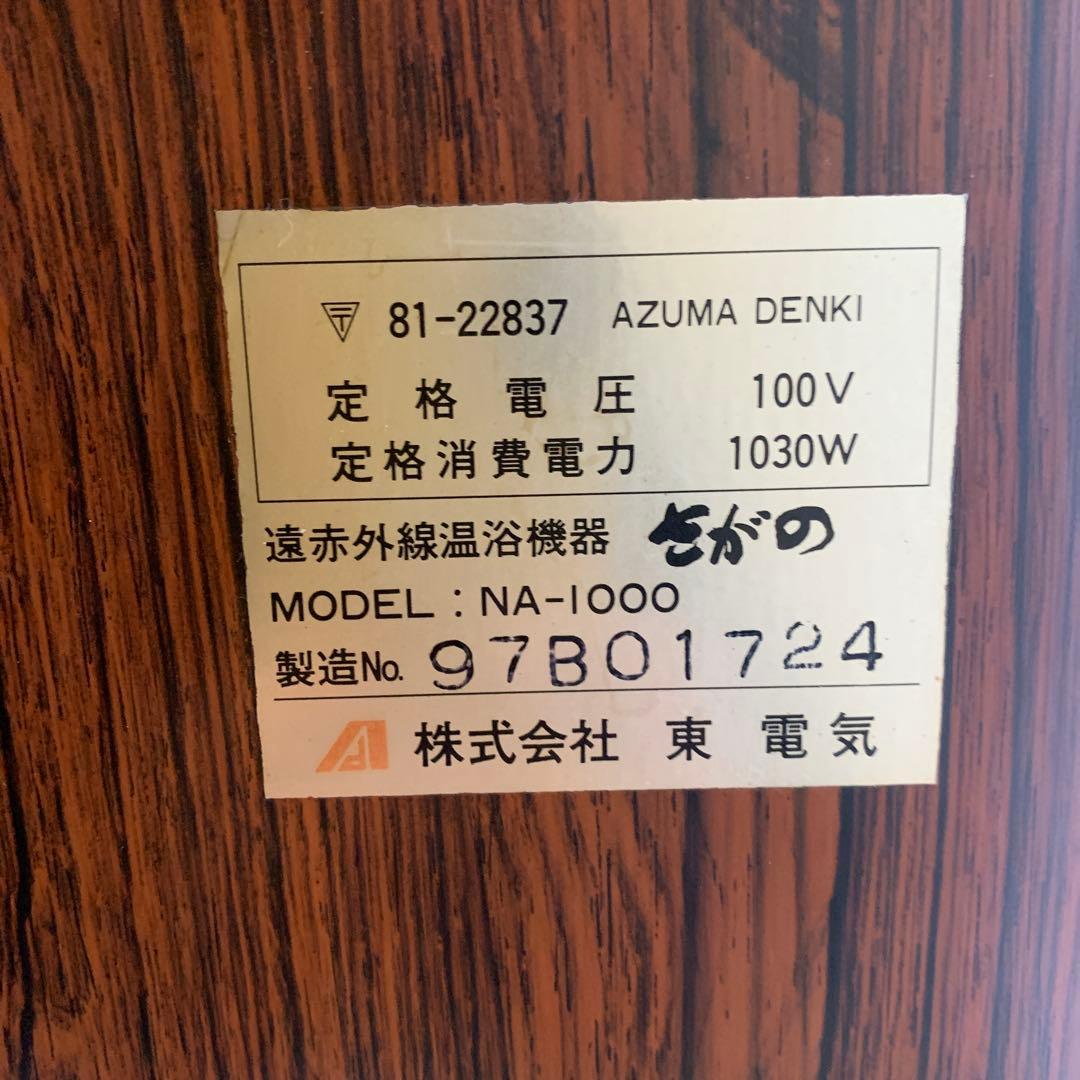 〒 81-22837 AZUMA DENKI
定格電圧 100V
定格消費電力 1030W
遠赤外線温浴機器 さがの
MODEL : NA-1000
製造No. 97B01724
株式会社 東電気